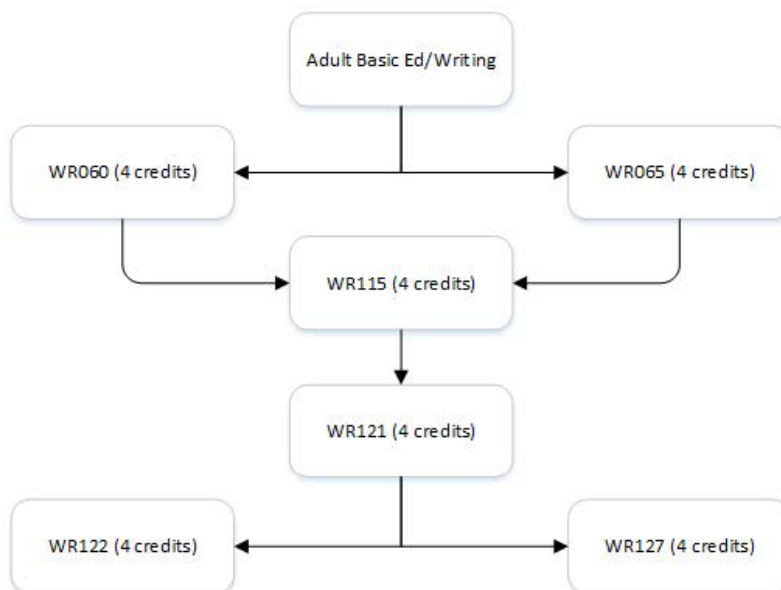 Adult Basic Ed/Writing
WR060 (4 credits)
WR065 (4 credits)
WR115 (4 credits)
WR121 (4 credits)
WR122 (4 credits)
WR127 (4 credits)